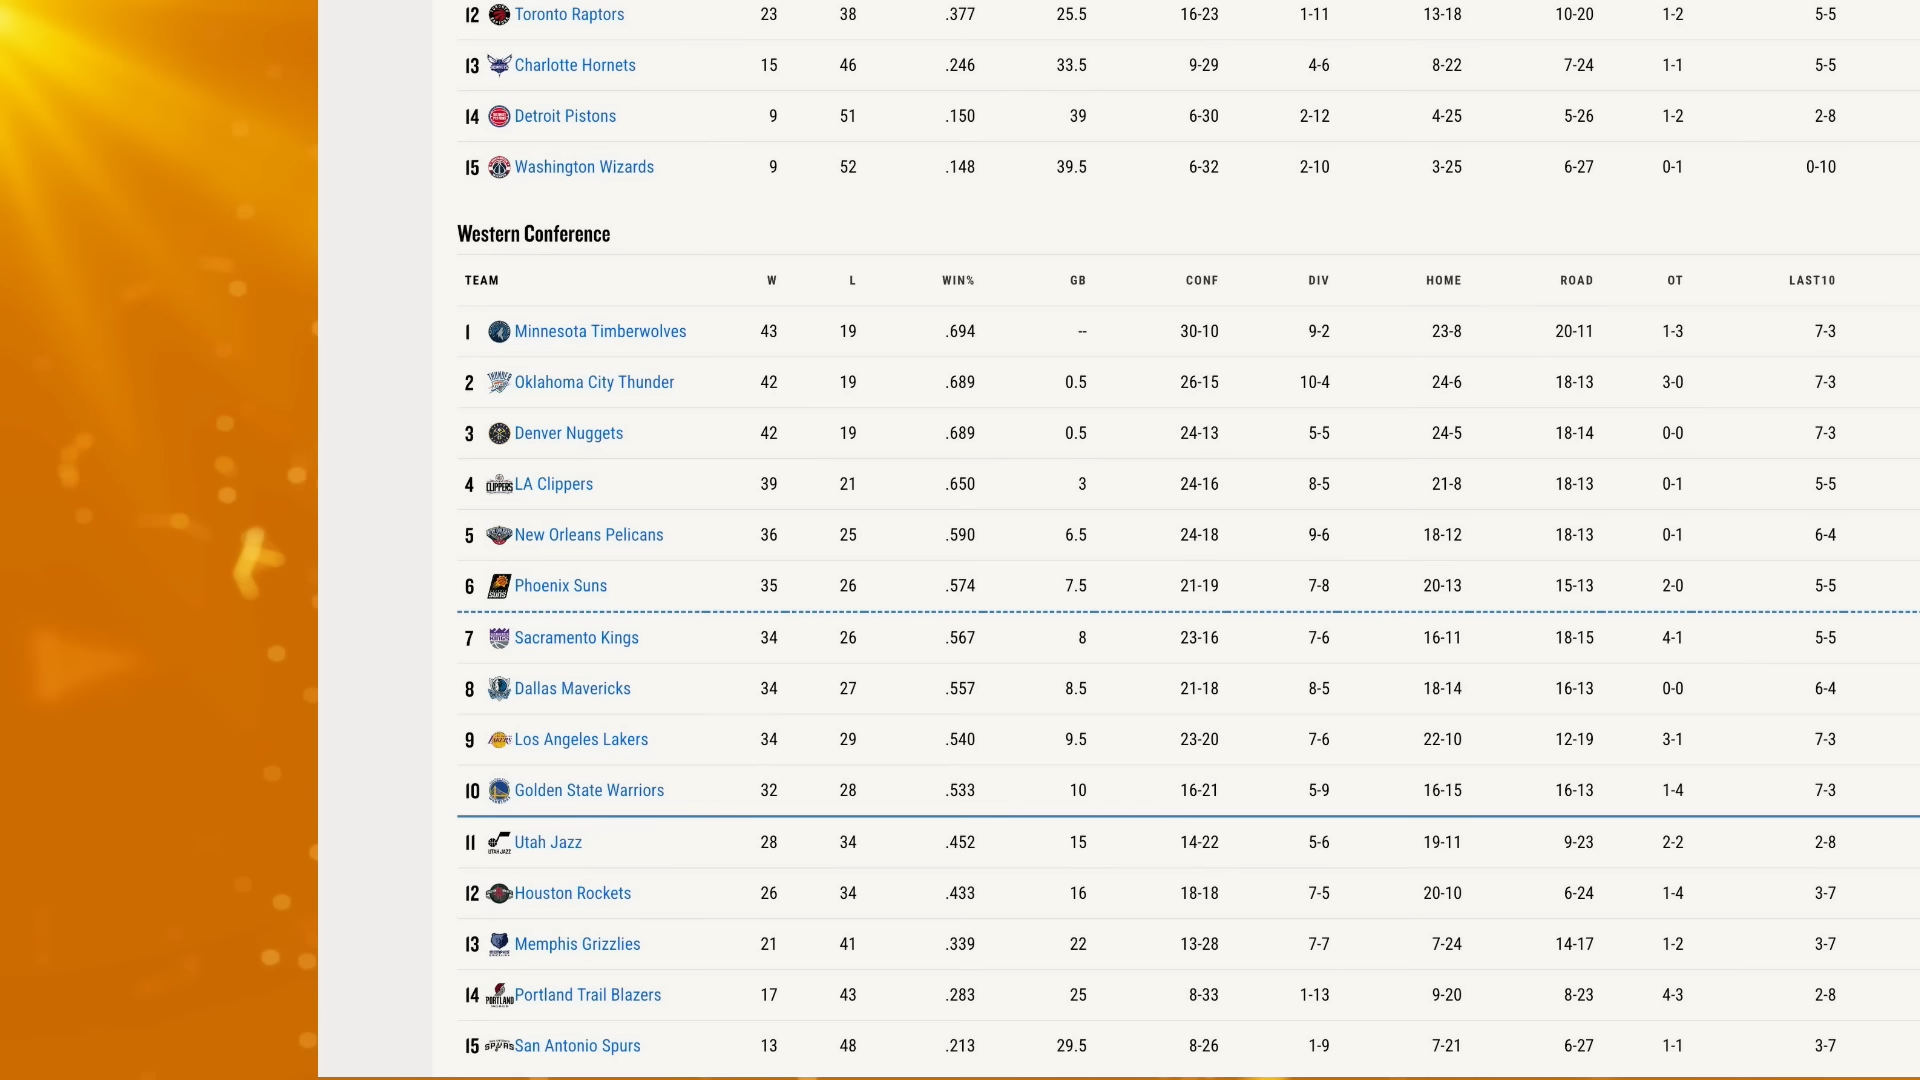 12 Toronto Raptors 23 38 .377 25.5 16-23 1-11 13-18 10-20 1-2 5-5
13 Charlotte Hornets 15 46 .246 33.5 9-29 4-6 8-22 7-24 1-1 5-5
14 Detroit Pistons 9 51 .150 39 6-30 2-12 4-25 5-26 1-2 2-8
15 Washington Wizards 9 52 .148 39.5 6-32 2-10 3-25 6-27 0-1 0-10
Western Conference
TEAM W L WIN% GB CONF DIV HOME ROAD OT LAST10
1 Minnesota Timberwolves 43 19 .694 -- 30-10 9-2 23-8 20-11 1-3 7-3
2 Oklahoma City Thunder 42 19 .689 0.5 26-15 10-4 24-6 18-13 3-0 7-3
3 Denver Nuggets 42 19 .689 0.5 24-13 5-5 24-5 18-14 0-0 7-3
4 LA Clippers 39 21 .650 3 24-16 8-5 21-8 18-13 0-1 5-5
5 New Orleans Pelicans 36 25 .590 6.5 24-18 9-6 18-12 18-13 0-1 6-4
6 Phoenix Suns 35 26 .574 7.5 21-19 7-8 20-13 15-13 2-0 5-5
7 Sacramento Kings 34 26 .567 8 23-16 7-6 16-11 18-15 4-1 5-5
8 Dallas Mavericks 34 27 .557 8.5 21-18 8-5 18-14 16-13 0-0 6-4
9 Los Angeles Lakers 34 29 .540 9.5 23-20 7-6 22-10 12-19 3-1 7-3
10 Golden State Warriors 32 28 .533 10 16-21 5-9 16-15 16-13 1-4 7-3
11 Utah Jazz 28 34 .452 15 14-22 5-6 19-11 9-23 2-2 2-8
12 Houston Rockets 26 34 .433 16 18-18 7-5 20-10 6-24 1-4 3-7
13 Memphis Grizzlies 21 41 .339 22 13-28 7-7 7-24 14-17 1-2 3-7
14 Portland Trail Blazers 17 43 .283 25 8-33 1-13 9-20 8-23 4-3 2-8
15 San Antonio Spurs 13 48 .213 29.5 8-26 1-9 7-21 6-27 1-1 3-7